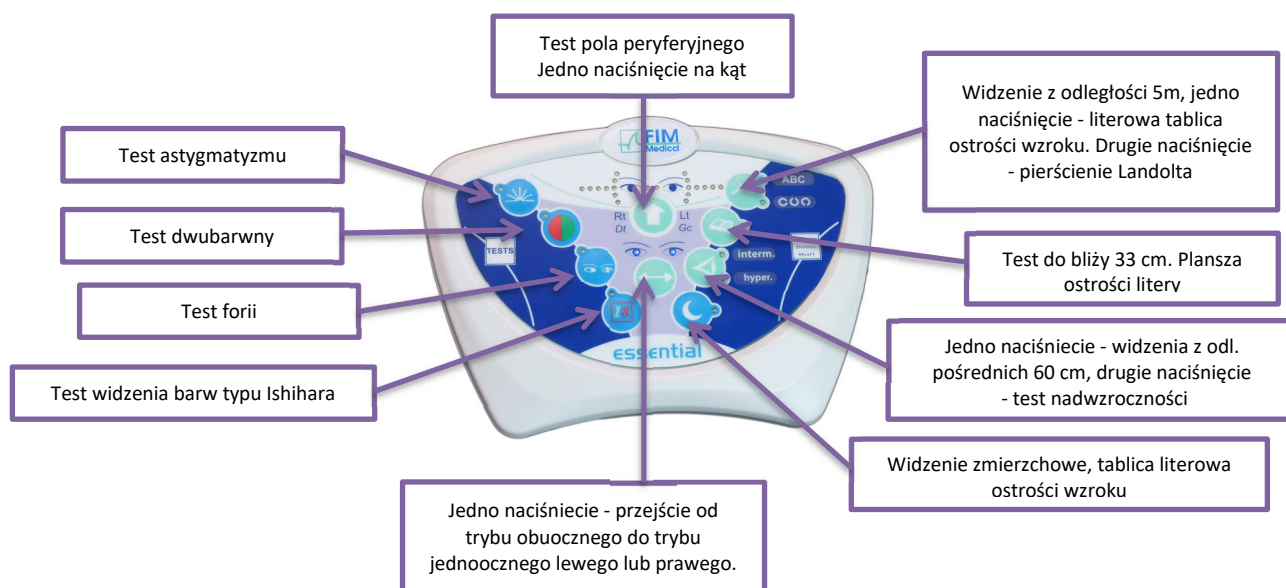 Test pola peryferyjnego
Jedno naciśnięcie na kąt
Widzenie z odległości 5m, jedno
naciśnięcie - literowa tablica
ostrości wzroku. Drugie naciśnięcie
- pierścienie Landolta
Test astygmatyzmu
Test dwubarwny
Test forii
Test widzenia barw typu Ishihara
FIM
Medical
ABC
Rt
Dt
Lt
Gc
TESTS
interm.
hyper.
essential
Test do bliży 33 cm. Plansza
ostrości litery
Jedno naciśniecie - widzenia z odl.
pośrednich 60 cm, drugie naciśnięcie
- test nadwzroczności
Widzenie zmierzchowe, tablica literowa
ostrości wzroku
Jedno naciśniecie - przejście od
trybu obuocznego do trybu
jednoocznego lewego lub prawego.